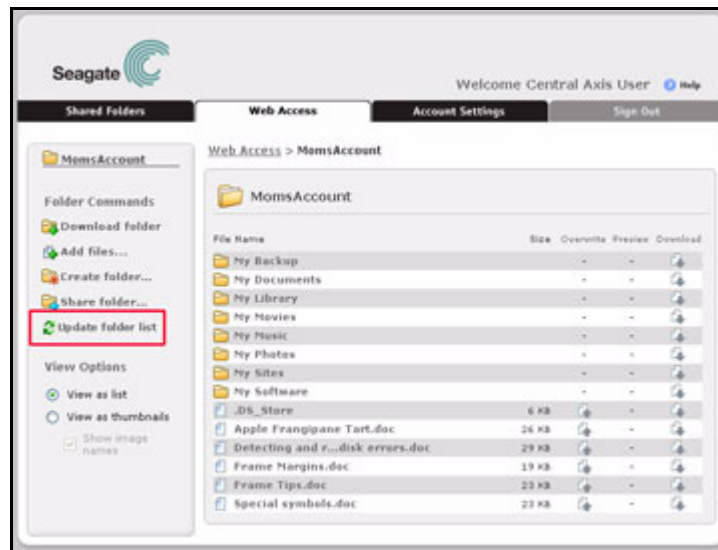 Seagate
Welcome Central Axis User Help
Shared Folders Web Access Account Settings Sign Out
MomsAccount
Folder Commands
Download folder
Add files...
Create folder...
Share folder...
Update folder list
View Options
View as list
View as thumbnails
Show image
names
Web Access > MomsAccount
MomsAccount
File Name Size Overwrite Preview Download
My Backup - -
My Documents - -
My Library - -
My Movies - -
My Music - -
My Photos - -
My Sites - -
My Software - -
.DS_Store 6 KB -
Apple Frangipane Tart.doc 26 KB -
Detecting and r...disk errors.doc 29 KB -
Frame Margins.doc 19 KB -
Frame Tips.doc 23 KB -
Special symbols.doc 23 KB -